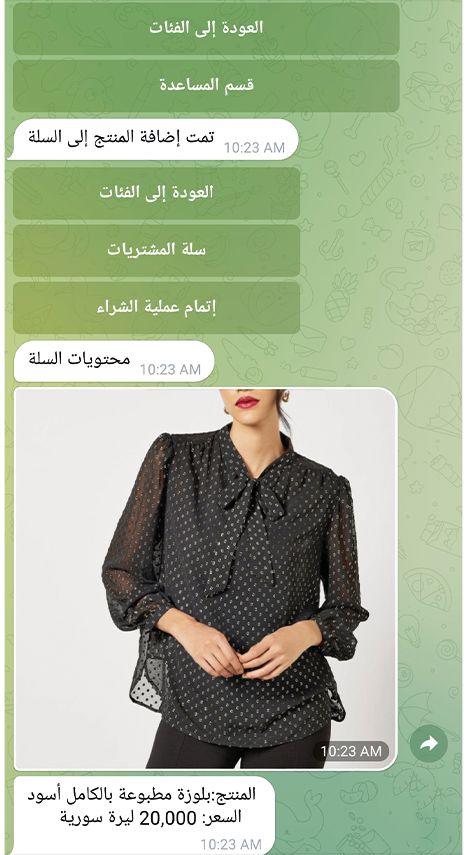 العودة إلى الفئات
قسم المساعدة
تمت إضافة المنتج إلى السلة
10:23 AM
العودة إلى الفئات
سلة المشتريات
إتمام عملية الشراء
محتويات السلة
10:23 AM
10:23 AM
المنتج:بلوزة مطبوعة بالكامل أسود
السعر: 20,000 ليرة سورية
10:23 AM